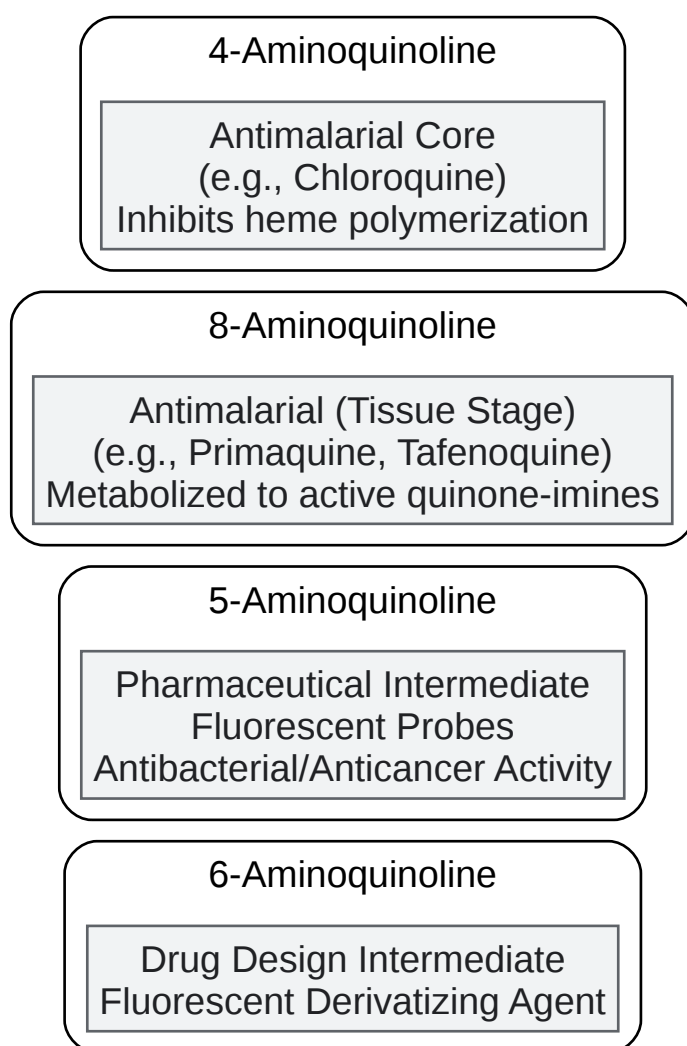 4-Aminoquinoline
Antimalarial Core
(e.g., Chloroquine)
Inhibits heme polymerization
8-Aminoquinoline
Antimalarial (Tissue Stage)
(e.g., Primaquine, Tafenoquine)
Metabolized to active quinone-imines
5-Aminoquinoline
Pharmaceutical Intermediate
Fluorescent Probes
Antibacterial/Anticancer Activity
6-Aminoquinoline
Drug Design Intermediate
Fluorescent Derivatizing Agent